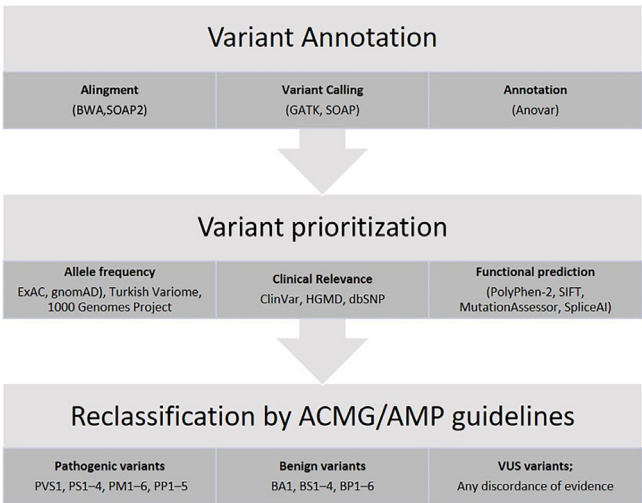 Variant Annotation
Alingment
(BWA,SOAP2)
Variant Calling
(GATK, SOAP)
Annotation
(Anovar)
Variant prioritization
Allele frequency
ExAC, gnomAD), Turkish Variome,
1000 Genomes Project
Clinical Relevance
ClinVar, HGMD, dbSNP
Functional prediction
(PolyPhen-2, SIFT,
MutationAssessor, SpliceAI)
Reclassification by ACMG/AMP guidelines
Pathogenic variants
PVS1, PS1–4, PM1–6, PP1–5
Benign variants
BA1, BS1–4, BP1–6
VUS variants;
Any discordance of evidence